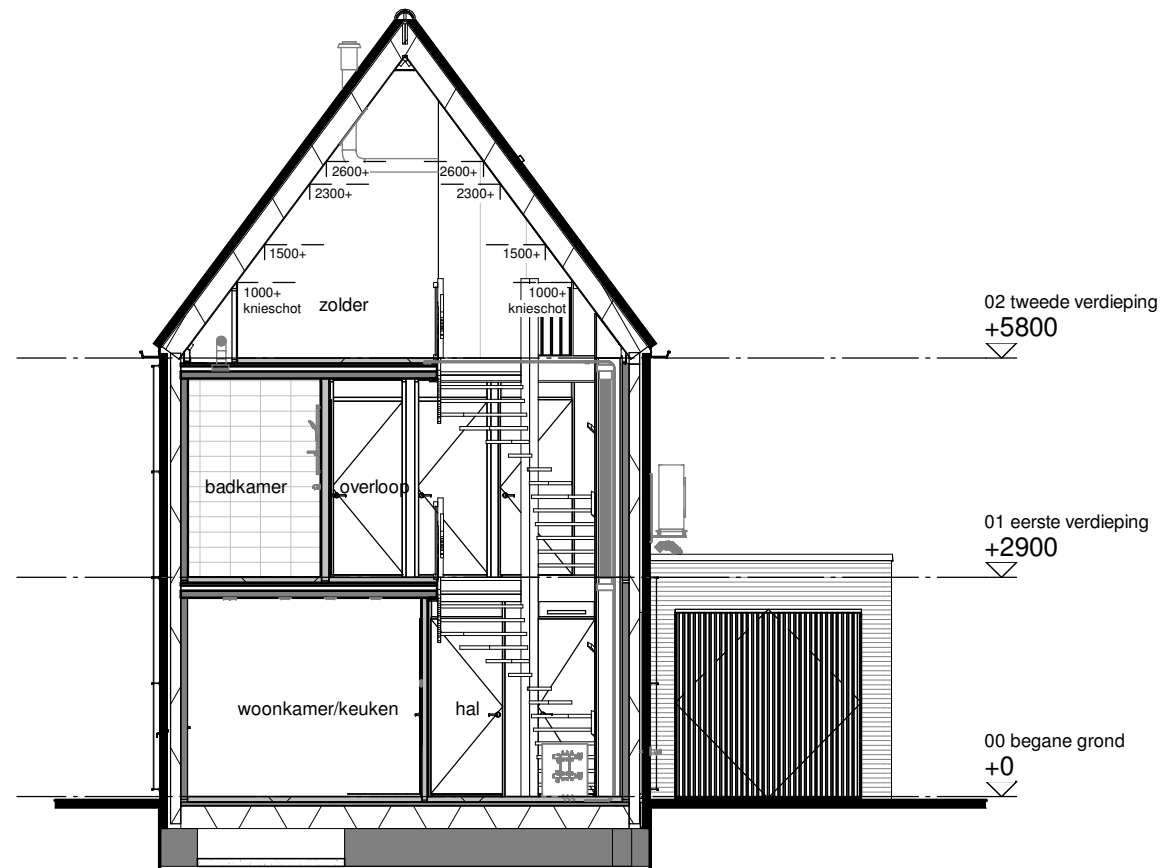 2600+ 2600+
2300+ 2300+
1500+ 1500+
1000+ 1000+
knieschot zolder knieschot
02 tweede verdieping
+5800
badkamer overloop
01 eerste verdieping
+2900
woonkamer/keuken hal
00 begane grond
+0